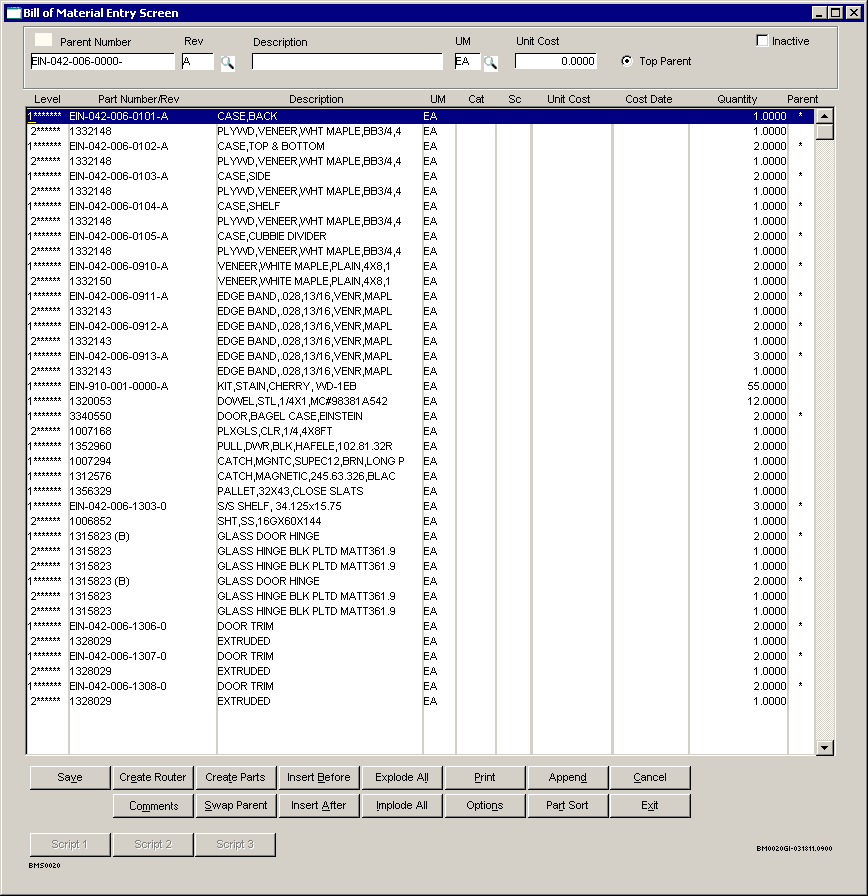 Bill of Material Entry Screen
Parent Number Rev Description UM Unit Cost Inactive
EIN-042-006-0000- A EA 0.0000 Top Parent
Level Part Number/Rev Description UM Cat Sc Unit Cost Cost Date Quantity Parent
1******* EIN-042-006-0101-A CASE,BACK EA 1.0000 *
2****** 1332148 PLYWD,VENEER,WHT MAPLE,BB3/4,4 EA 1.0000
1******* EIN-042-006-0102-A CASE,TOP & BOTTOM EA 2.0000 *
2****** 1332148 PLYWD,VENEER,WHT MAPLE,BB3/4,4 EA 1.0000
1******* EIN-042-006-0103-A CASE,SIDE EA 2.0000 *
2****** 1332148 PLYWD,VENEER,WHT MAPLE,BB3/4,4 EA 1.0000
1******* EIN-042-006-0104-A CASE,SHELF EA 1.0000 *
2****** 1332148 PLYWD,VENEER,WHT MAPLE,BB3/4,4 EA 1.0000
1******* EIN-042-006-0105-A CASE,CUBBIE DIVIDER EA 2.0000 *
2****** 1332148 PLYWD,VENEER,WHT MAPLE,BB3/4,4 EA 1.0000
1******* EIN-042-006-0910-A VENEER,WHITE MAPLE,PLAIN,4X8,1 EA 2.0000 *
2****** 1332150 VENEER,WHITE MAPLE,PLAIN,4X8,1 EA 1.0000
1******* EIN-042-006-0911-A EDGE BAND,.028,13/16,VENR,MAPL EA 2.0000 *
2****** 1332143 EDGE BAND,.028,13/16,VENR,MAPL EA 1.0000
1******* EIN-042-006-0912-A EDGE BAND,.028,13/16,VENR,MAPL EA 2.0000 *
2****** 1332143 EDGE BAND,.028,13/16,VENR,MAPL EA 1.0000
1******* EIN-042-006-0913-A EDGE BAND,.028,13/16,VENR,MAPL EA 3.0000 *
2****** 1332143 EDGE BAND,.028,13/16,VENR,MAPL EA 1.0000
1******* EIN-910-001-0000-A KIT,STAIN,CHERRY, WD-1EB EA 55.0000
1******* 1320053 DOWEL,STL,1/4X1,MC#98381A542 EA 12.0000
1******* 3340550 DOOR,BAGEL CASE,EINSTEIN EA 2.0000 *
2****** 1007168 PLXGLS,CLR,1/4,4X8FT EA 1.0000
1******* 1352960 PULL,DWR,BLK,HAFELE,102.81.32R EA 2.0000
1******* 1007294 CATCH,MGNTC,SUPEC12,BRN,LONG P EA 1.0000
1******* 1312576 CATCH,MAGNETIC,245.63.326,BLAC EA 2.0000
1******* 1356329 PALLET,32X43,CLOSE SLATS EA 1.0000
1******* EIN-042-006-1303-0 S/S SHELF, 34.125x15.75 EA 3.0000 *
2****** 1006852 SHT,SS,16GX60X144 EA 1.0000
1******* 1315823 (B) GLASS DOOR HINGE EA 2.0000 *
2****** 1315823 GLASS HINGE BLK PLTD MATT361.9 EA 1.0000
2****** 1315823 GLASS HINGE BLK PLTD MATT361.9 EA 1.0000
1******* 1315823 (B) GLASS DOOR HINGE EA 2.0000 *
2****** 1315823 GLASS HINGE BLK PLTD MATT361.9 EA 1.0000
2****** 1315823 GLASS HINGE BLK PLTD MATT361.9 EA 1.0000
1******* EIN-042-006-1306-0 DOOR TRIM EA 2.0000 *
2****** 1328029 EXTRUDED EA 1.0000
1******* EIN-042-006-1307-0 DOOR TRIM EA 2.0000 *
2****** 1328029 EXTRUDED EA 1.0000
1******* EIN-042-006-1308-0 DOOR TRIM EA 2.0000 *
2****** 1328029 EXTRUDED EA 1.0000
Save Create Router Create Parts Insert Before Explode All Print Append Cancel
Comments Swap Parent Insert After Implode All Options Part Sort Exit
Script 1 Script 2 Script 3
BM0020GI-031811.0900
BMS0020